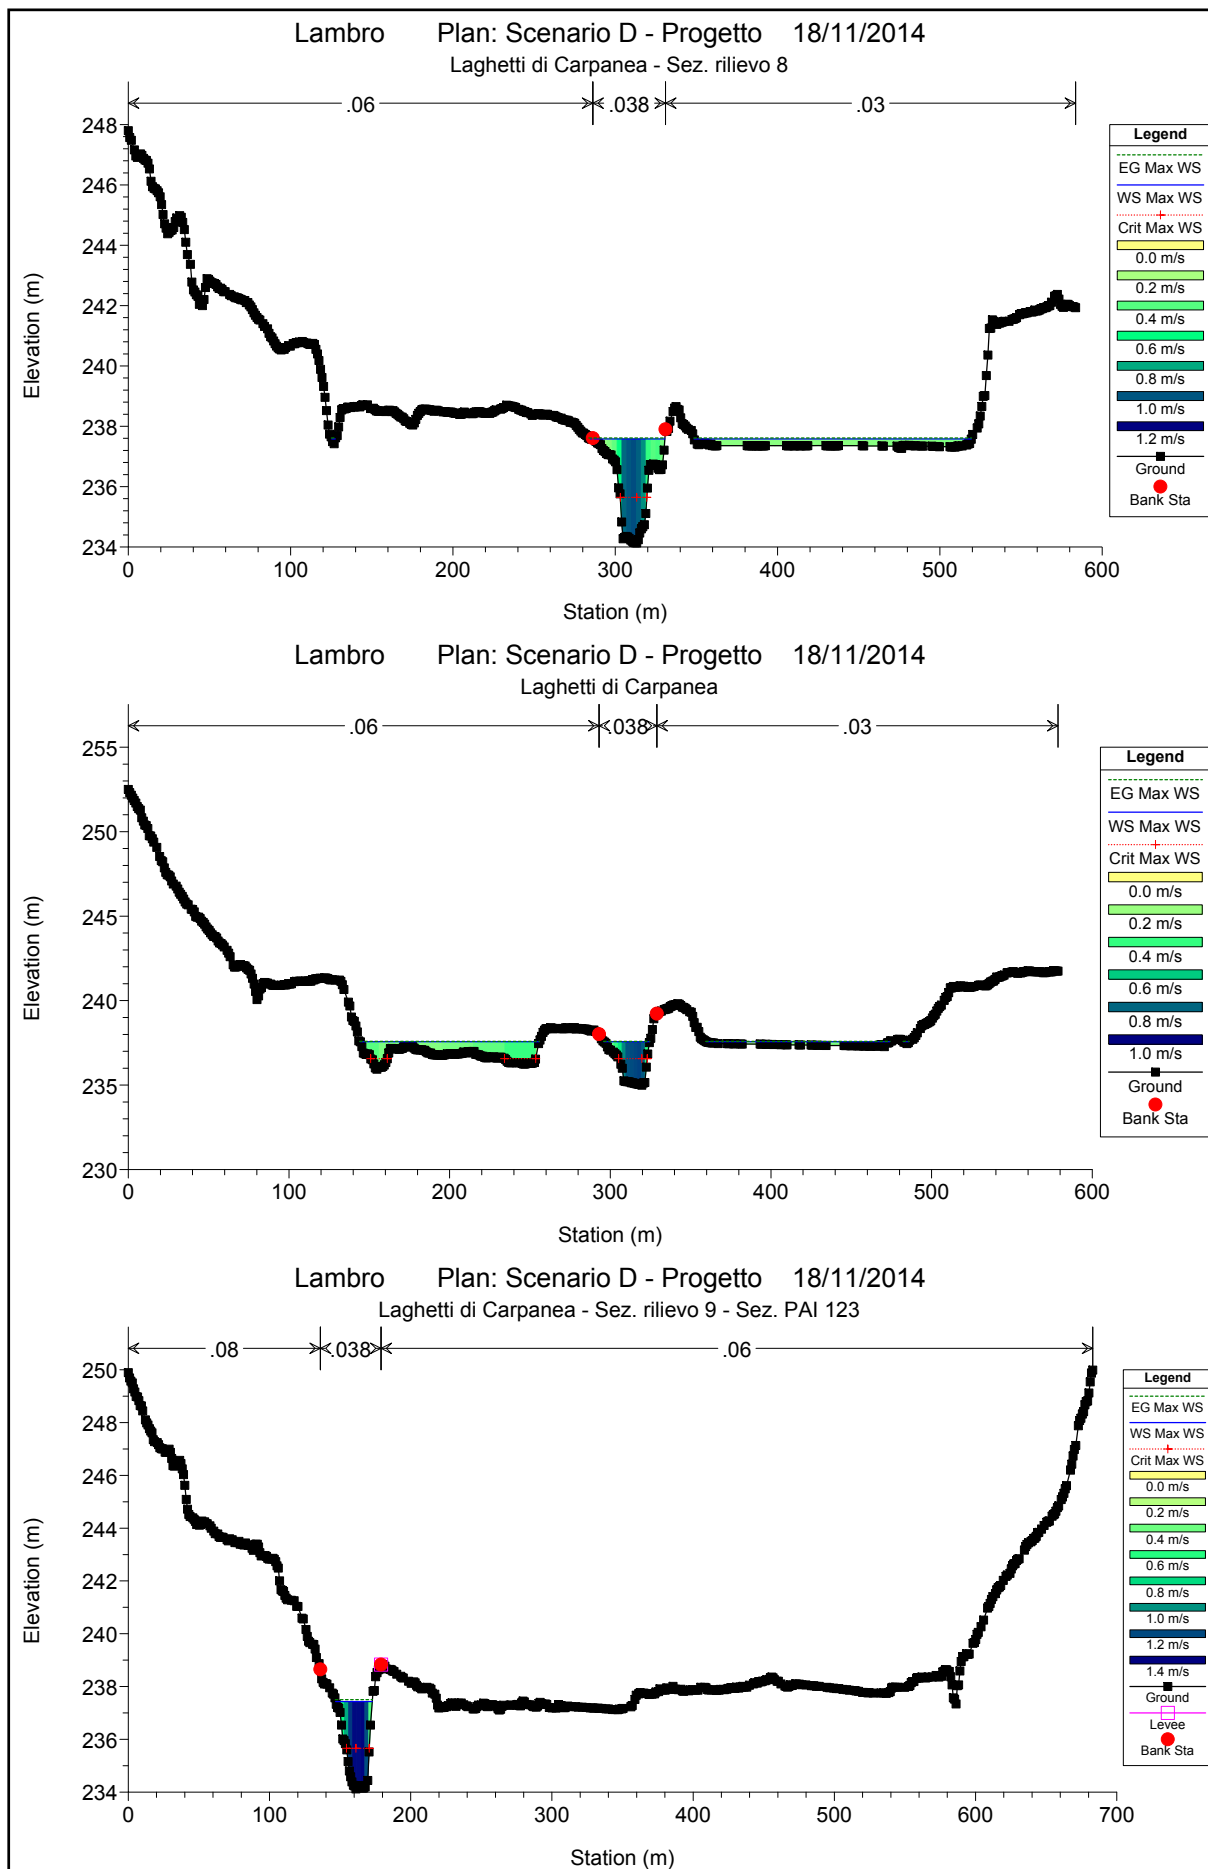 Lambro Plan: Scenario D - Progetto 18/11/2014
Laghetti di Carpanea - Sez. rilievo 8
.06 .038 .03
248
246
244
242
240
238
236
234
Elevation (m)
0 100 200 300 400 500 600
Station (m)
Legend
EG Max WS
WS Max WS
Crit Max WS
0.0 m/s
0.2 m/s
0.4 m/s
0.6 m/s
0.8 m/s
1.0 m/s
1.2 m/s
Ground
Bank Sta
Lambro Plan: Scenario D - Progetto 18/11/2014
Laghetti di Carpanea
.06 .038 .03
255
250
245
240
235
230
Elevation (m)
0 100 200 300 400 500 600
Station (m)
Legend
EG Max WS
WS Max WS
Crit Max WS
0.0 m/s
0.2 m/s
0.4 m/s
0.6 m/s
0.8 m/s
1.0 m/s
Ground
Bank Sta
Lambro Plan: Scenario D - Progetto 18/11/2014
Laghetti di Carpanea - Sez. rilievo 9 - Sez. PAI 123
.08 .038 .06
250
248
246
244
242
240
238
236
234
Elevation (m)
0 100 200 300 400 500 600 700
Station (m)
Legend
EG Max WS
WS Max WS
Crit Max WS
0.0 m/s
0.2 m/s
0.4 m/s
0.6 m/s
0.8 m/s
1.0 m/s
1.2 m/s
1.4 m/s
Ground
Levee
Bank Sta